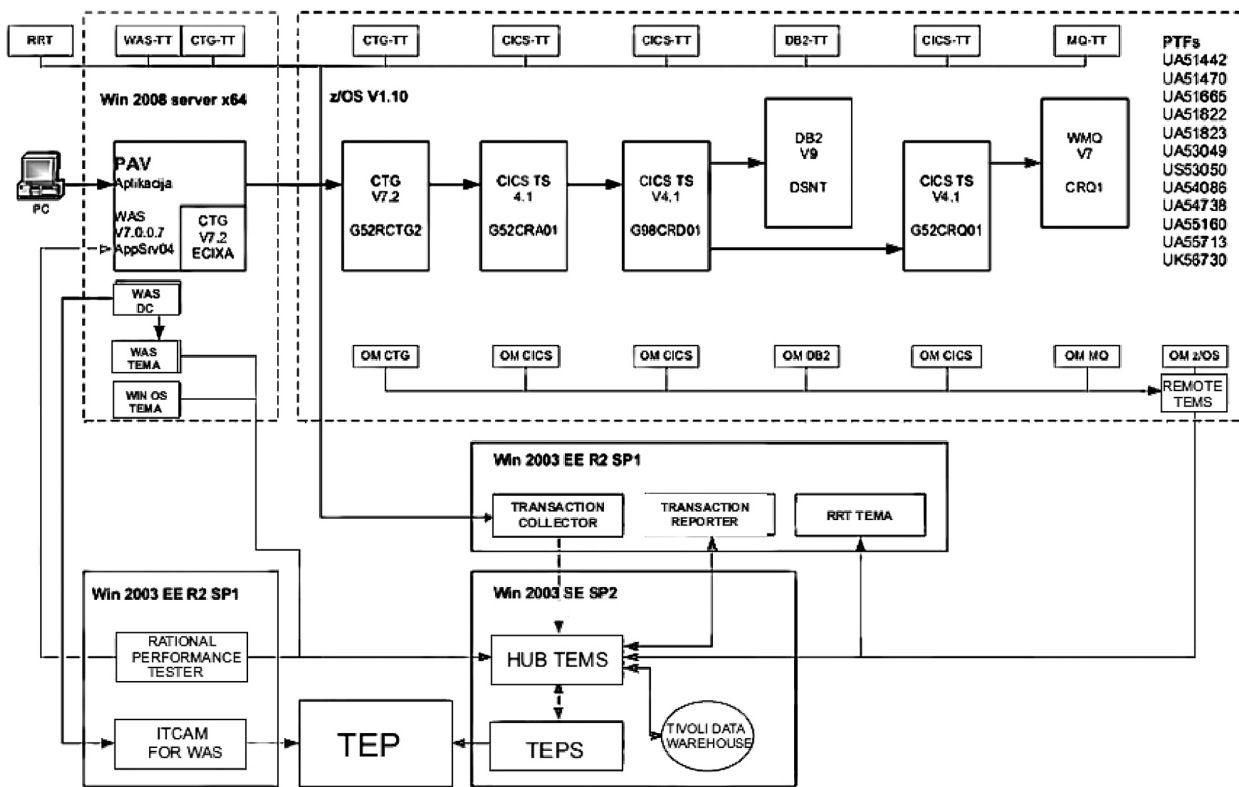 RRT
WAS-TT
CTG-TT
CTG-TT
CICS-TT
CICS-TT
DB2-TT
CICS-TT
MQ-TT
PTFs
UA51442
UA51470
UA51665
UA51822
UA51823
UA53049
US53050
UA54086
UA54738
UA55160
UA55713
UK56730
Win 2008 server x64
z/OS V1.10
PC
PAV
Aplikacija
WAS
V7.0.0.7
AppSrv04
CTG
V7.2
ECIXA
CTG
V7.2
G52RCTG2
CICS TS
4.1
G52CRA01
CICS TS
V4.1
G98CRD01
DB2
V9
DSNT
CICS TS
V4.1
G52CRQ01
WMQ
V7
CRQ1
WAS
DC
WAS
TEMA
WIN OS
TEMA
OM CTG
OM CICS
OM CICS
OM DB2
OM CICS
OM MQ
OM z/OS
REMOTE
TEMS
Win 2003 EE R2 SP1
TRANSACTION
COLLECTOR
TRANSACTION
REPORTER
RRT TEMA
Win 2003 EE R2 SP1
RATIONAL
PERFORMANCE
TESTER
ITCAM
FOR WAS
TEP
Win 2003 SE SP2
HUB TEMS
TEPS
TIVOLI DATA
WAREHOUSE